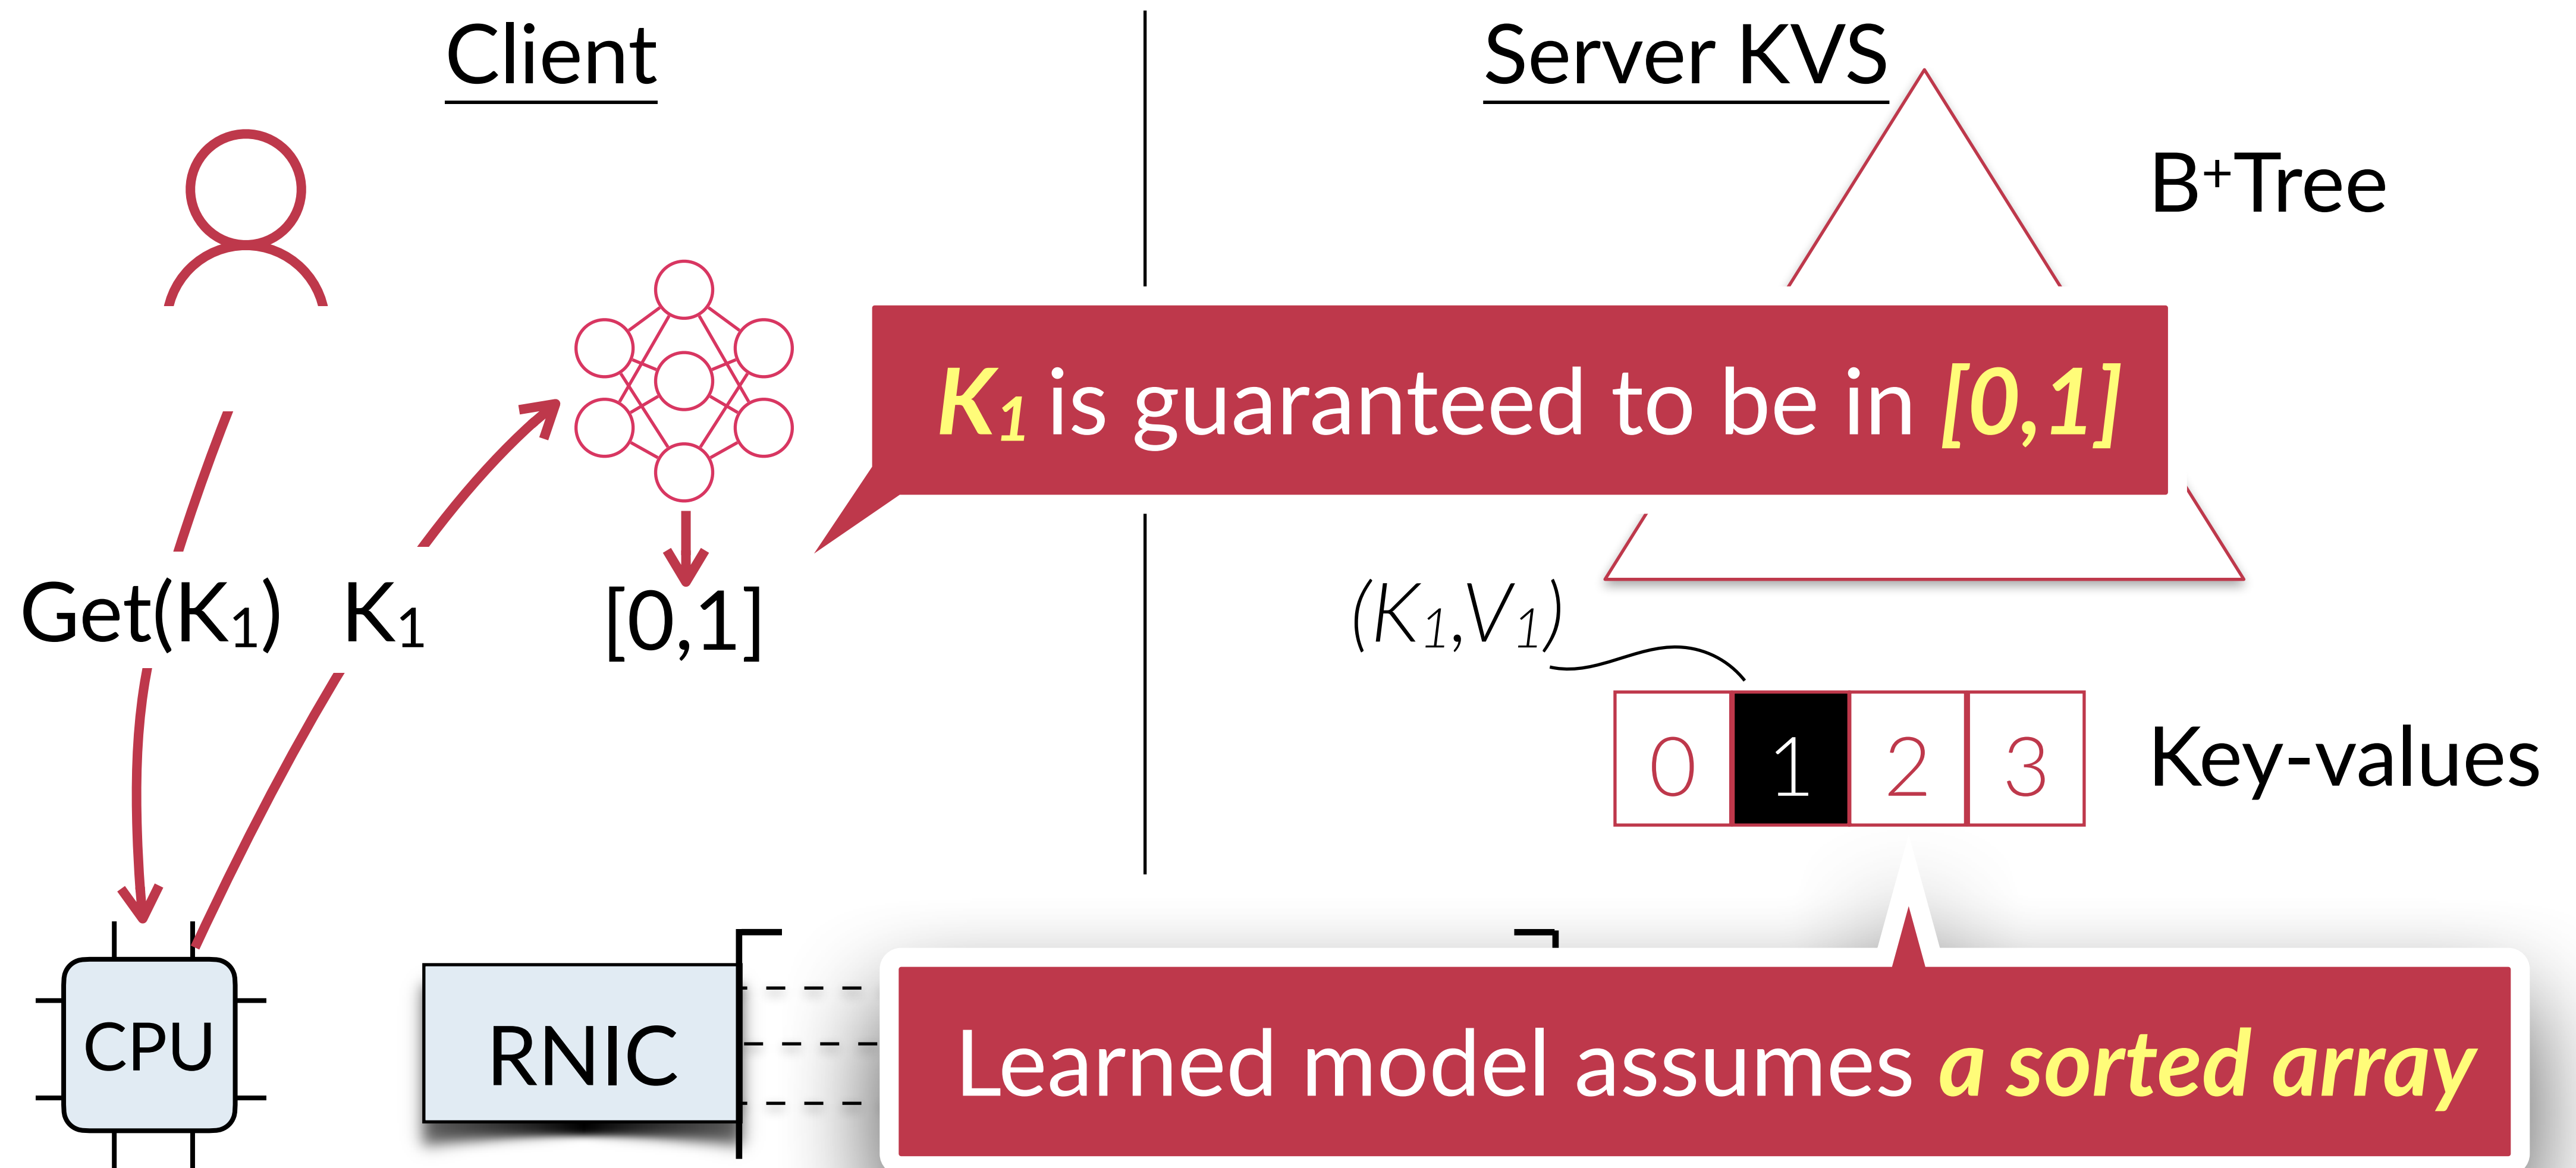 Client
Server KVS
B⁺Tree
K₁ is guaranteed to be in [0,1]
Get(K₁)
K₁
[0,1]
(K₁,V₁)
0 1 2 3
Key-values
CPU
RNIC
Learned model assumes a sorted array